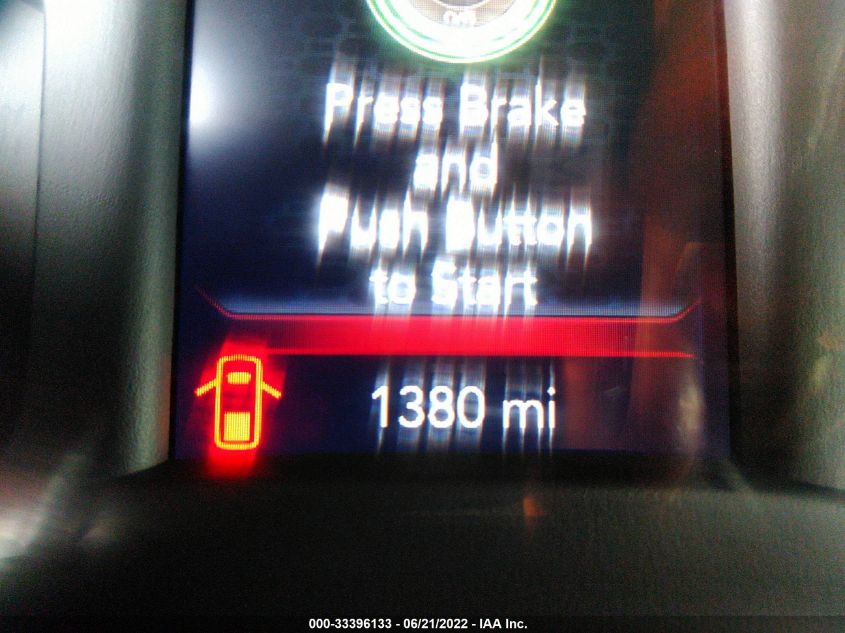 Press Brake
and
Push Button
to Start
1380 mi
000-33396133 - 06/21/2022 - IAA Inc.